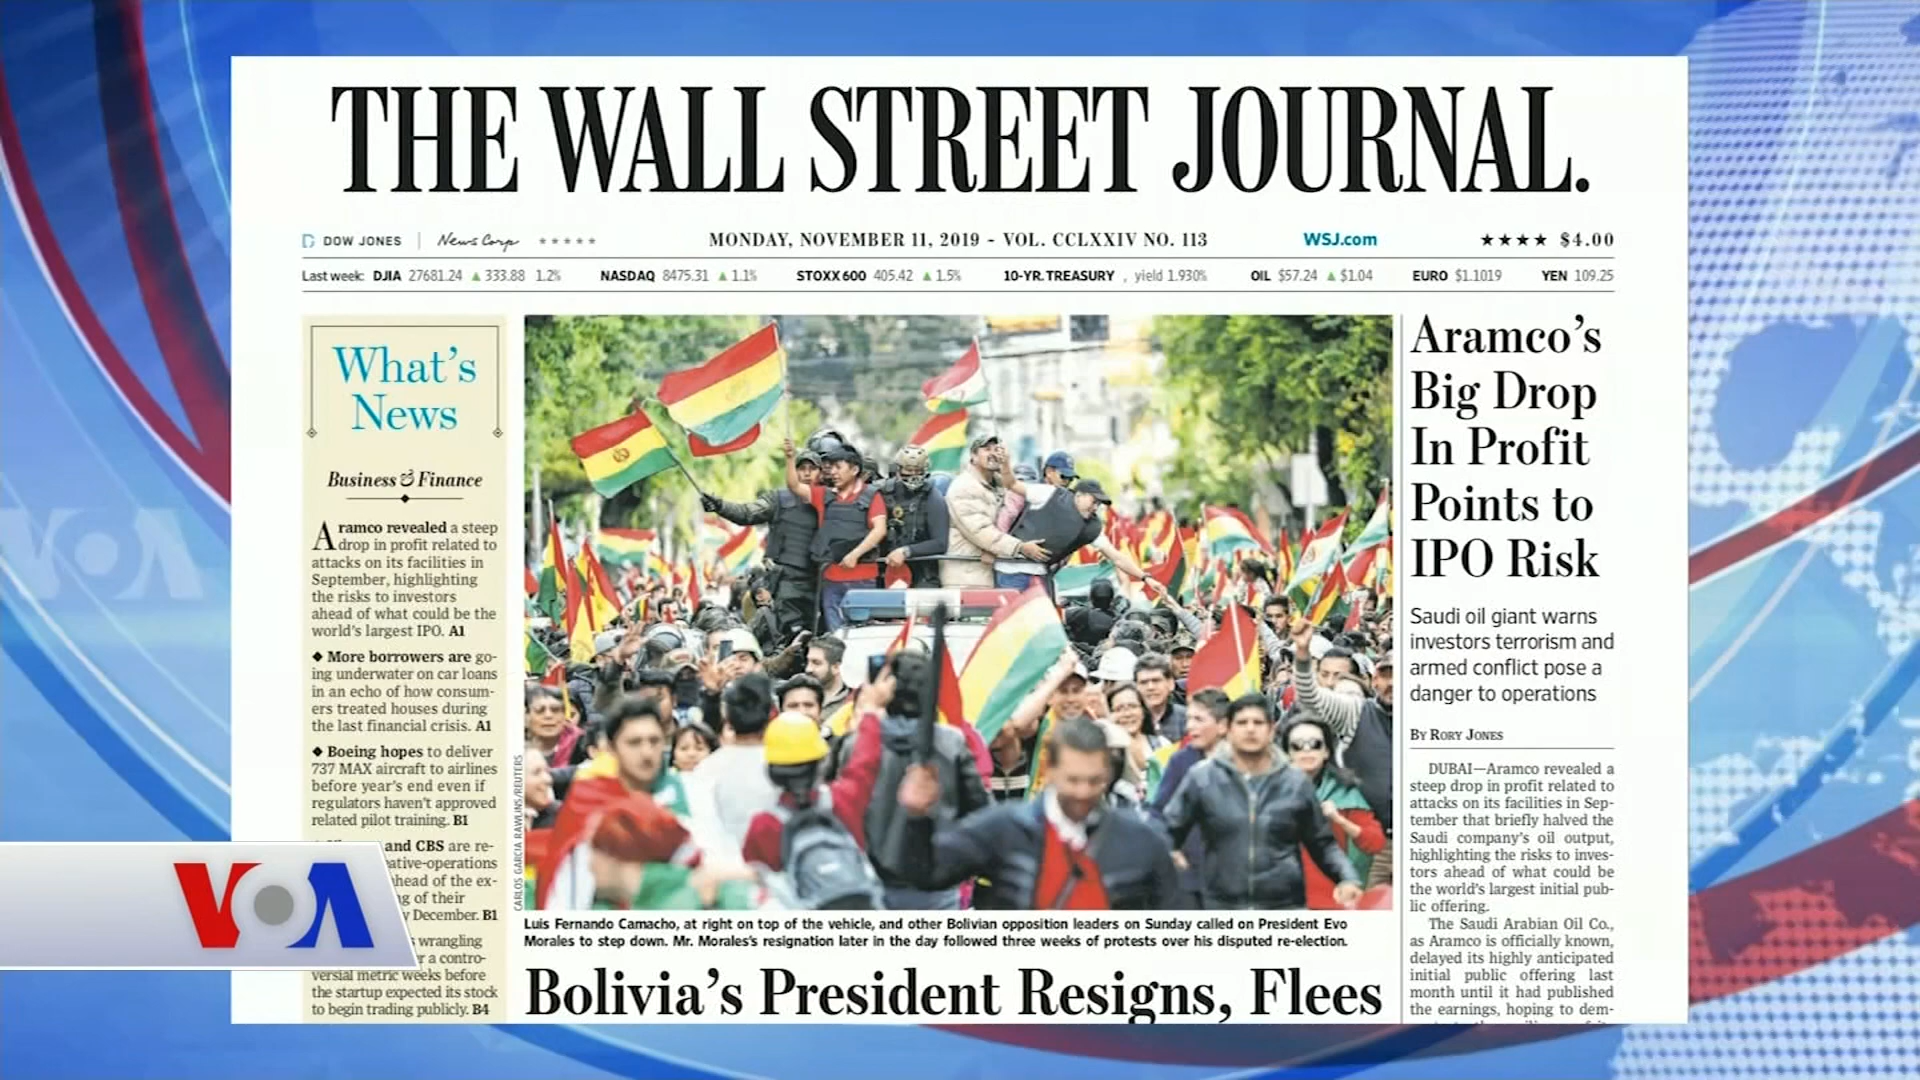 THE WALL STREET JOURNAL.
DOW JONES | News Corp ★★★★★
MONDAY, NOVEMBER 11, 2019 - VOL. CCLXXIV NO. 113
WSJ.com
★★★★ $4.00
Last week: DJIA 27681.24 ▲ 333.88 1.2% NASDAQ 8475.31 ▲ 1.1% STOXX 600 405.42 ▲ 1.5% 10-YR. TREASURY , yield 1.930% OIL $57.24 ▲ $1.04 EURO $1.1019 YEN 109.25
What's
News
Business & Finance
Aramco revealed a steep
drop in profit related to
attacks on its facilities in
September, highlighting
the risks to investors
ahead of what could be the
world's largest IPO. A1
◆ More borrowers are go-
ing underwater on car loans
in an echo of how consum-
ers treated houses during
the last financial crisis. A1
◆ Boeing hopes to deliver
737 MAX aircraft to airlines
before year's end even if
regulators haven't approved
related pilot training. B1
and CBS are re-
ative-operations
head of the ex-
g of their
December. B1
wrangling
r a contro-
versial metric weeks before
the startup expected its stock
to begin trading publicly. B4
CARLOS GARCIA RAWLINS/REUTERS
Luis Fernando Camacho, at right on top of the vehicle, and other Bolivian opposition leaders on Sunday called on President Evo
Morales to step down. Mr. Morales's resignation later in the day followed three weeks of protests over his disputed re-election.
Bolivia's President Resigns, Flees
Aramco's
Big Drop
In Profit
Points to
IPO Risk
Saudi oil giant warns
investors terrorism and
armed conflict pose a
danger to operations
BY RORY JONES
DUBAI—Aramco revealed a
steep drop in profit related to
attacks on its facilities in Sep-
tember that briefly halved the
Saudi company's oil output,
highlighting the risks to inves-
tors ahead of what could be
the world's largest initial pub-
lic offering.
The Saudi Arabian Oil Co.,
as Aramco is officially known,
delayed its highly anticipated
initial public offering last
month until it had published
the earnings, hoping to dem-
VOA
VOA